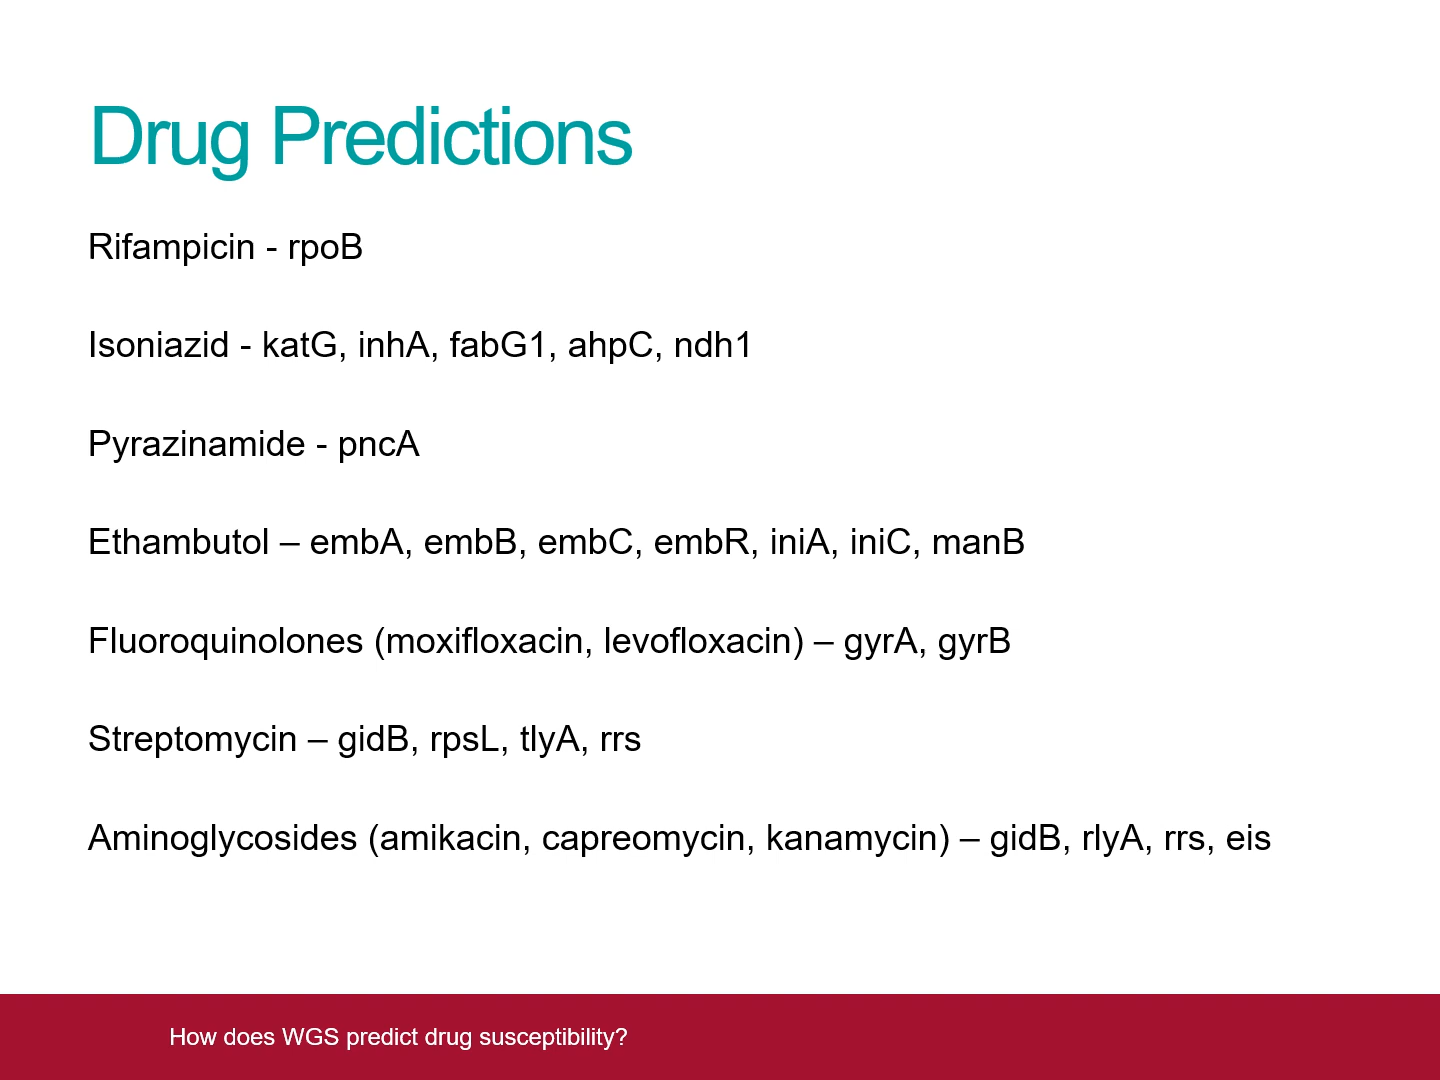 Drug Predictions
Rifampicin - rpoB
Isoniazid - katG, inhA, fabG1, ahpC, ndh1
Pyrazinamide - pncA
Ethambutol – embA, embB, embC, embR, iniA, iniC, manB
Fluoroquinolones (moxifloxacin, levofloxacin) – gyrA, gyrB
Streptomycin – gidB, rpsL, tlyA, rrs
Aminoglycosides (amikacin, capreomycin, kanamycin) – gidB, rlyA, rrs, eis
How does WGS predict drug susceptibility?